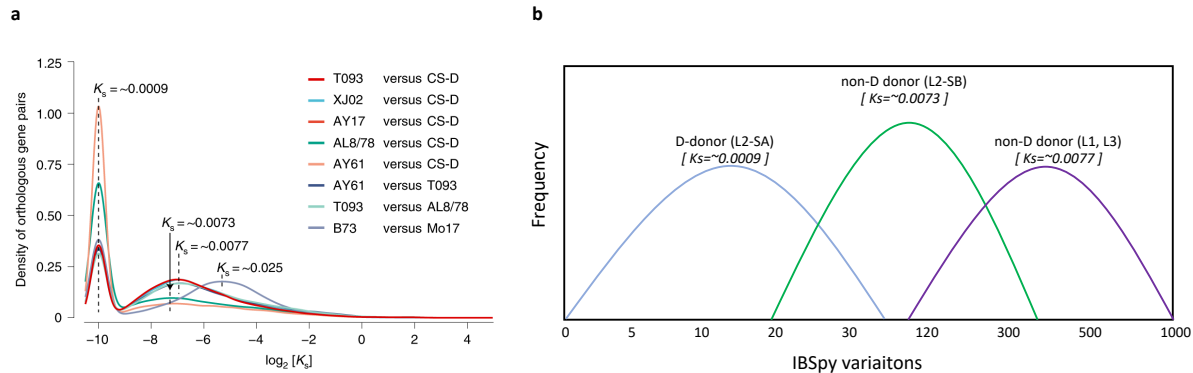 a
b
1.25
1.00
0.75
0.50
0.25
0
Density of orthologous gene pairs
Ks = ~0.0009
Ks = ~0.0073
Ks = ~0.0077
Ks = ~0.025
T093 versus CS-D
XJ02 versus CS-D
AY17 versus CS-D
AL8/78 versus CS-D
AY61 versus CS-D
AY61 versus T093
T093 versus AL8/78
B73 versus Mo17
−10 −8 −6 −4 −2 0 2 4
log2 [Ks]
Frequency
non-D donor (L2-SB)
[ Ks=~0.0073 ]
D-donor (L2-SA)
[ Ks=~0.0009 ]
non-D donor (L1, L3)
[ Ks=~0.0077 ]
0 5 10 20 30 120 300 500 1000
IBSpy variaitons